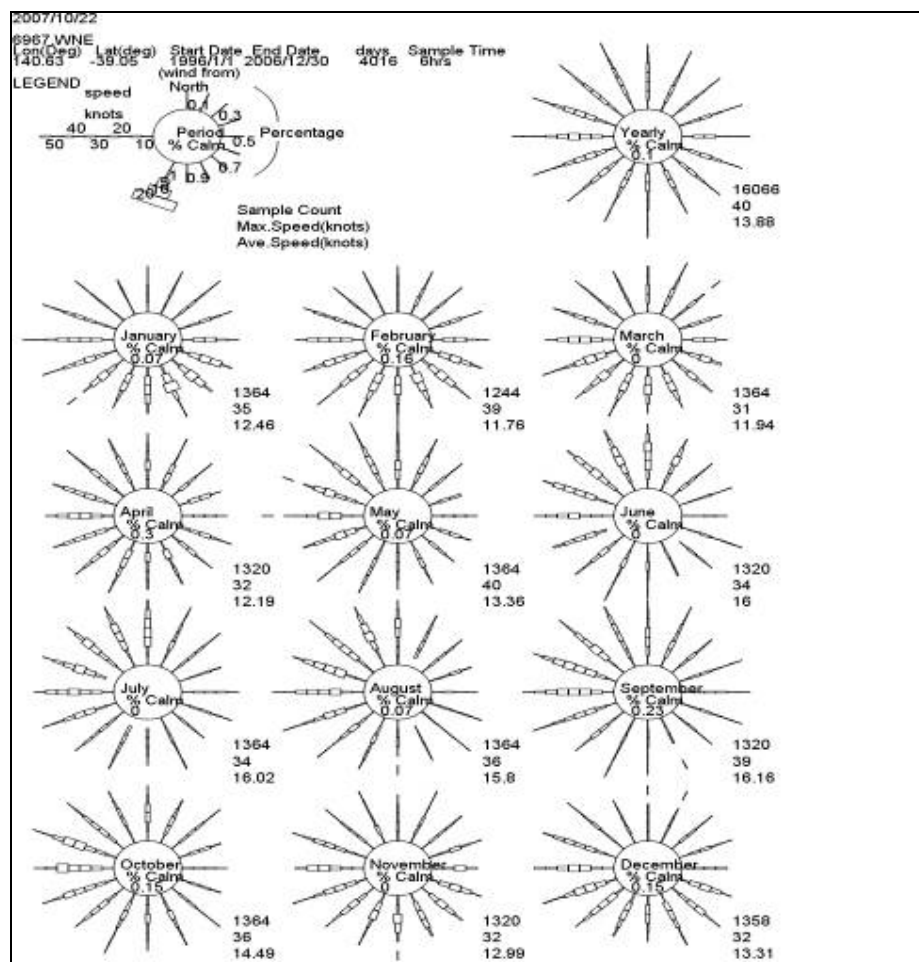 2007/10/22
6967.WNE
Lon(Deg) Lat(deg) Start Date End Date days Sample Time
140.63 -39.05 1996/1/1 2006/12/30 4016 6hrs
(wind from)
LEGEND
North
speed
knots
40 20
50 30 10
Period
% Calm
0.1
0.3
0.5
0.7
0.9
1
20
Percentage
Sample Count
Max.Speed(knots)
Ave.Speed(knots)
Yearly
% Calm
0.1
16066
40
13.88
January
% Calm
0.07
1364
35
12.46
February
% Calm
0.16
1244
39
11.76
March
% Calm
0
1364
31
11.94
April
% Calm
0.3
1320
32
12.19
May
% Calm
0.07
1364
40
13.36
June
% Calm
0
1320
34
16
July
% Calm
0
1364
34
16.02
August
% Calm
0.07
1364
36
15.8
September
% Calm
0.23
1320
39
16.16
October
% Calm
0.15
1364
36
14.49
November
% Calm
0
1320
32
12.99
December
% Calm
0.15
1358
32
13.31